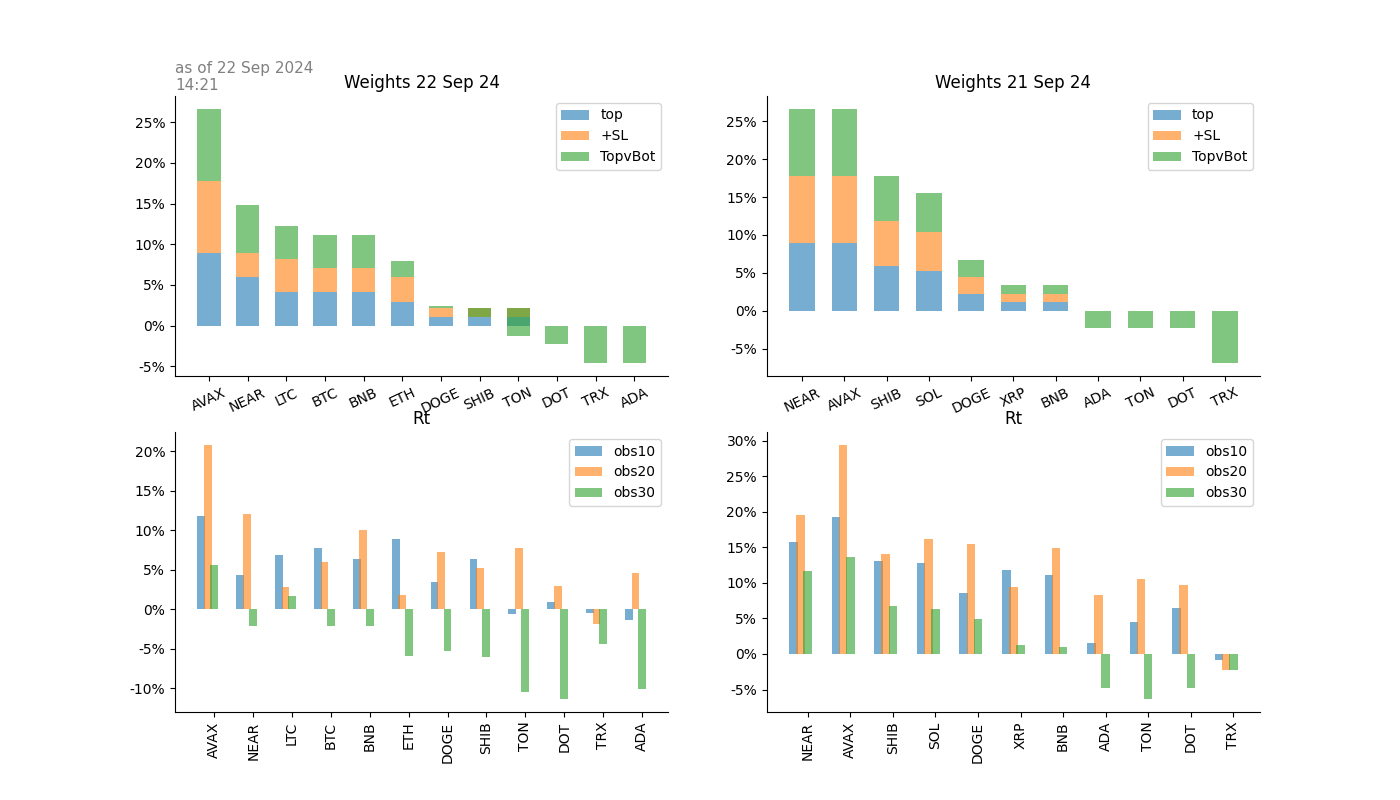 as of 22 Sep 2024
14:21
Weights 22 Sep 24
25%
20%
15%
10%
5%
0%
-5%
top
+SL
TopvBot
AVAX NEAR LTC BTC BNB ETH DOGE SHIB TON DOT TRX ADA
Weights 21 Sep 24
25%
20%
15%
10%
5%
0%
-5%
top
+SL
TopvBot
NEAR AVAX SHIB SOL DOGE XRP BNB ADA TON DOT TRX
Rt
20%
15%
10%
5%
0%
-5%
-10%
obs10
obs20
obs30
AVAX NEAR LTC BTC BNB ETH DOGE SHIB TON DOT TRX ADA
Rt
30%
25%
20%
15%
10%
5%
0%
-5%
obs10
obs20
obs30
NEAR AVAX SHIB SOL DOGE XRP BNB ADA TON DOT TRX